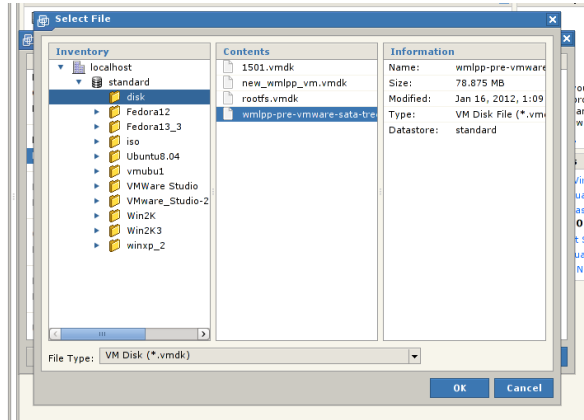 Select File
Inventory
localhost
standard
disk
Fedora12
Fedora13_3
iso
Ubuntu8.04
vmubu1
VMWare Studio
VMware_Studio-2
Win2K
Win2K3
winxp_2
Contents
1501.vmdk
new_wmlpp_vm.vmdk
rootfs.vmdk
wmlpp-pre-vmware-sata-tree
Information
Name: wmlpp-pre-vmware
Size: 78.875 MB
Modified: Jan 16, 2012, 1:09
Type: VM Disk File (*.vm
Datastore: standard
File Type: VM Disk (*.vmdk)
OK Cancel